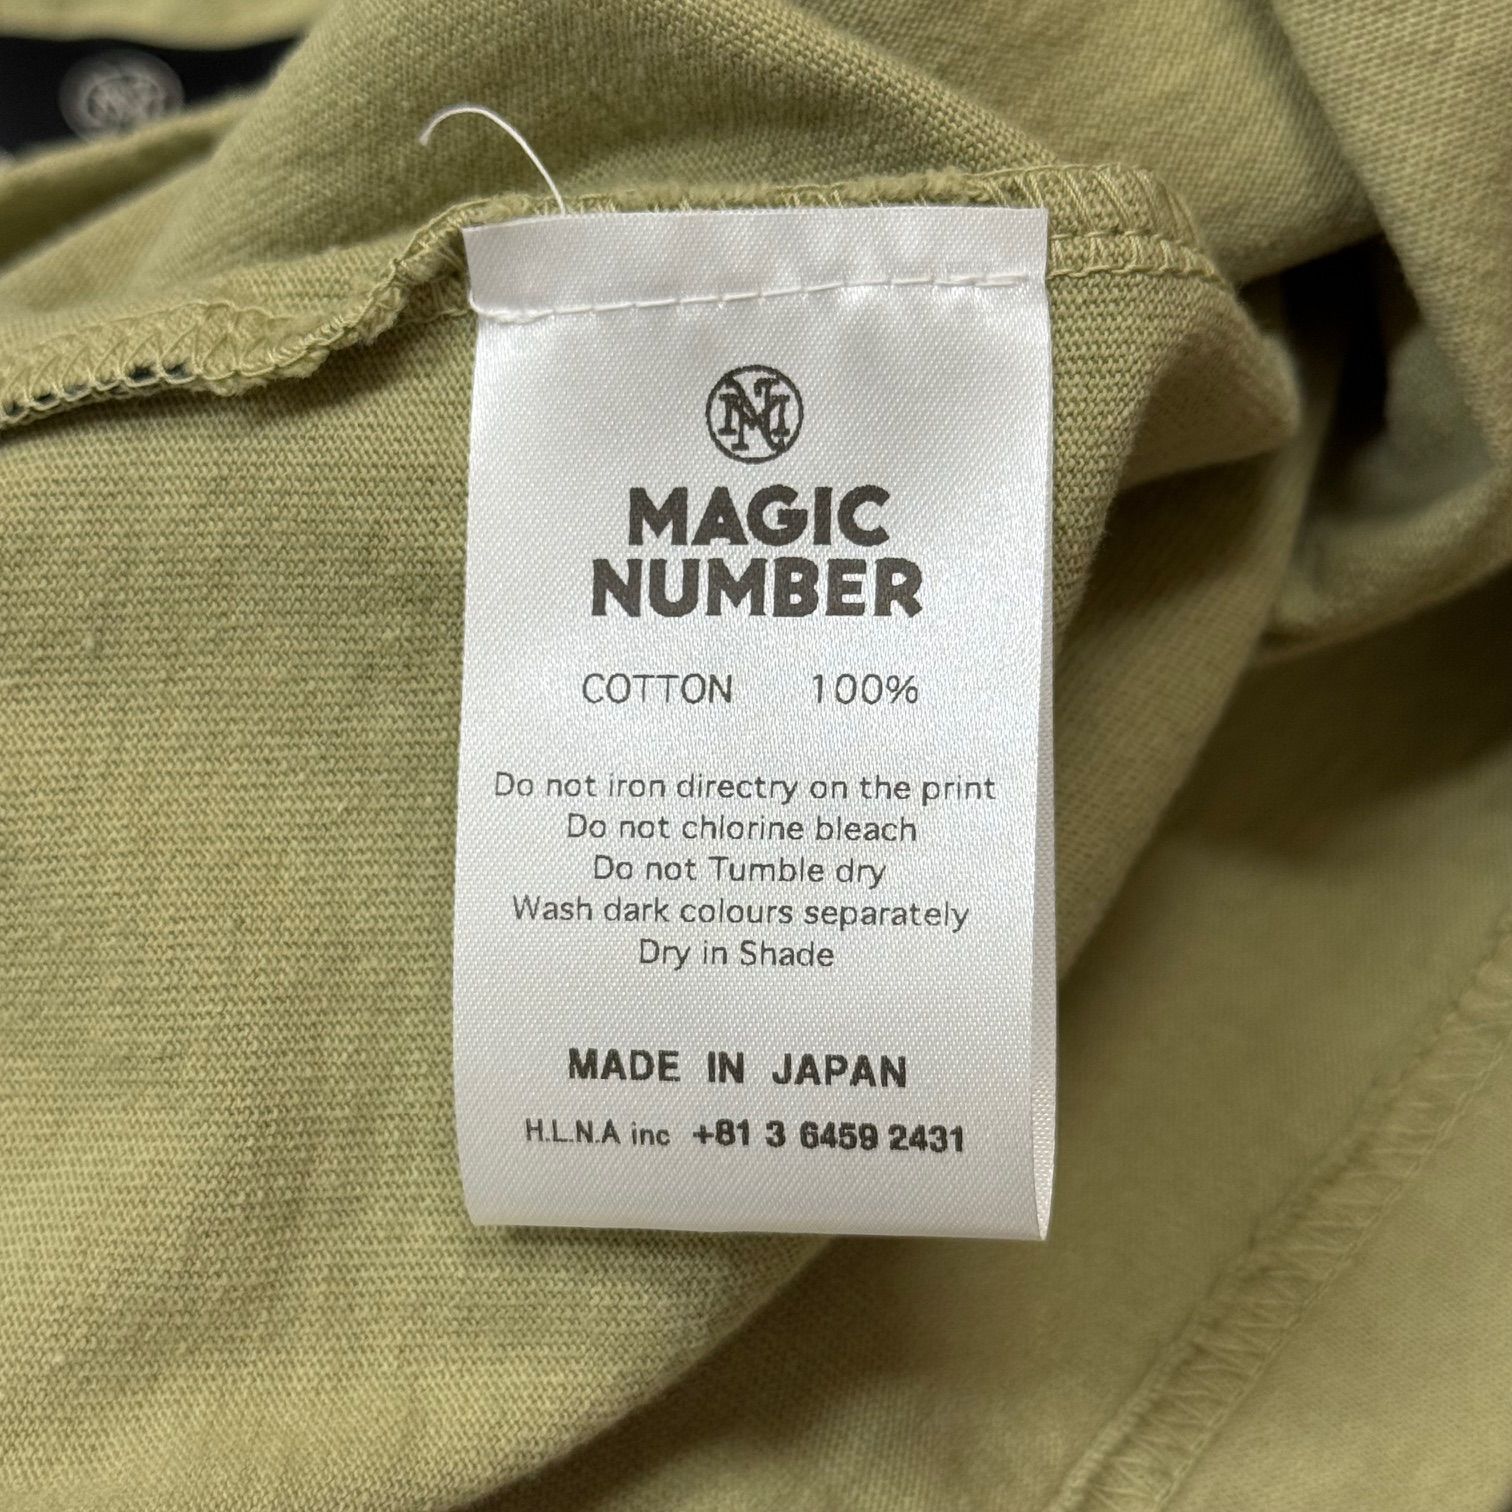 MAGIC
NUMBER
COTTON 100%
Do not iron directry on the print
Do not chlorine bleach
Do not Tumble dry
Wash dark colours separately
Dry in Shade
MADE IN JAPAN
H.L.N.A inc +81 3 6459 2431